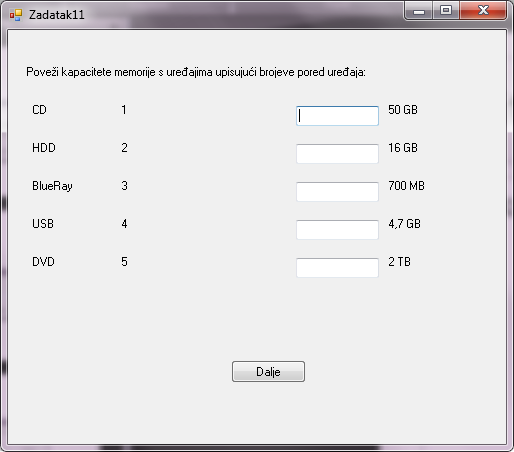 Zadatak11
Poveži kapacitete memorije s uređajima upisujući brojeve pored uređaja:
CD 1 50 GB
HDD 2 16 GB
BlueRay 3 700 MB
USB 4 4,7 GB
DVD 5 2 TB
Dalje